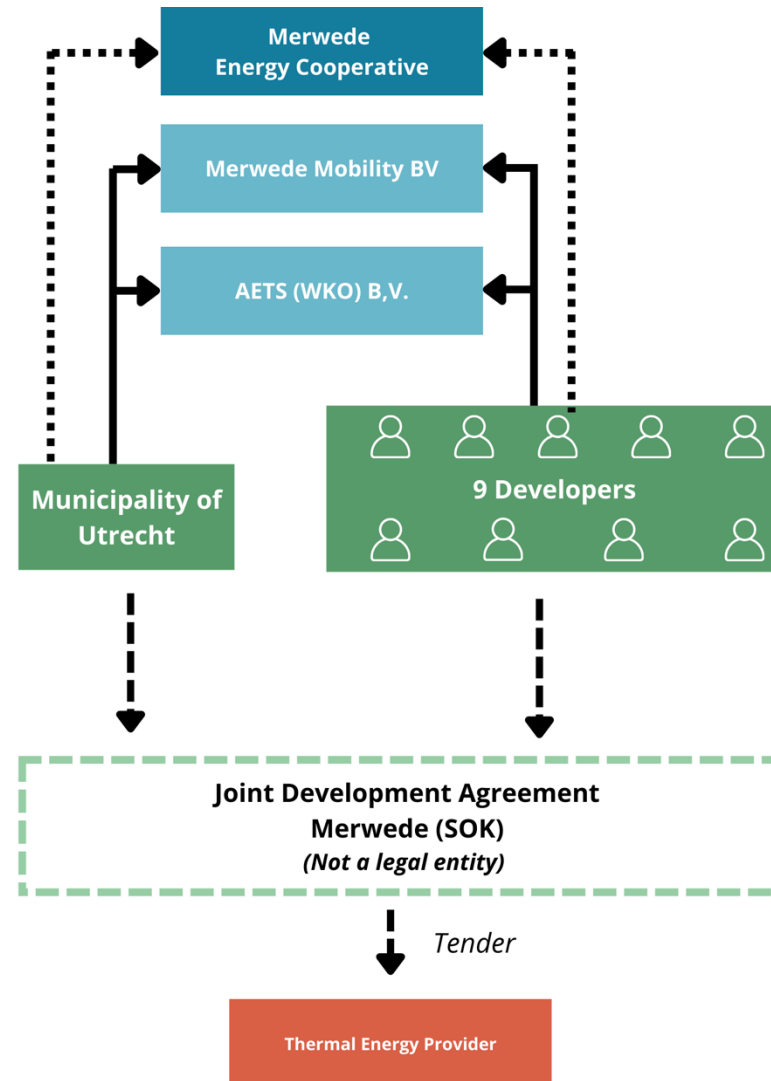 Merwede
Energy Cooperative
Merwede Mobility BV
AETS (WKO) B,V.
9 Developers
Municipality of
Utrecht
Joint Development Agreement
Merwede (SOK)
(Not a legal entity)
Tender
Thermal Energy Provider